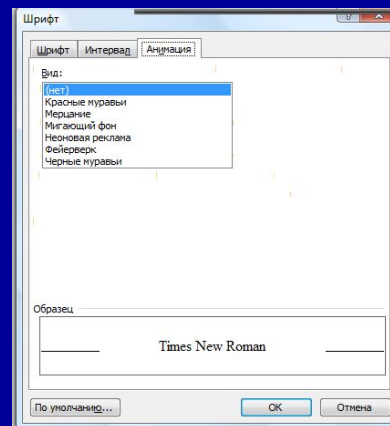 Шрифт
Шрифт Интервал Анимация
Вид:
(нет)
Красные муравьи
Мерцание
Мигающий фон
Неоновая реклама
Фейерверк
Черные муравьи
Образец
Times New Roman
По умолчанию... ОК Отмена